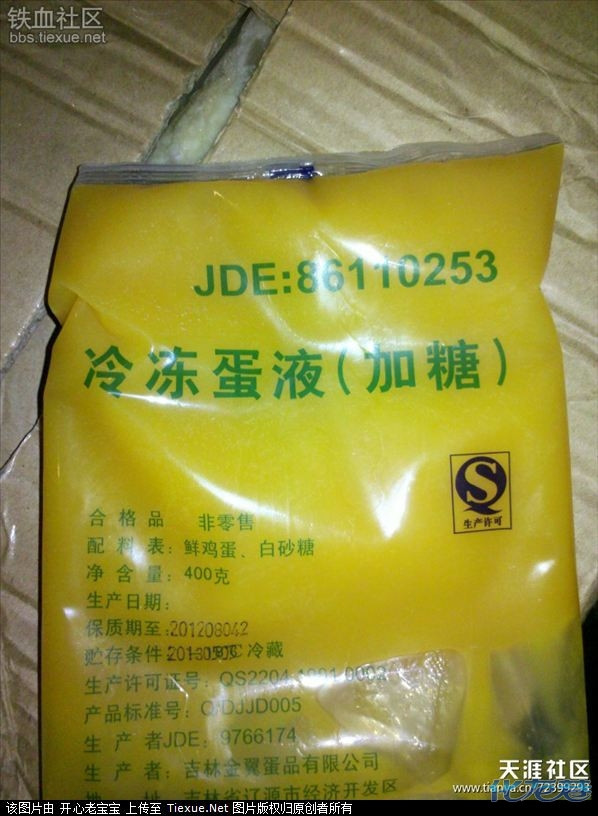 铁血社区
bbs.tiexue.net
JDE:86110253
冷冻蛋液(加糖)
S
生产许可
合格品 非零售
配料表: 鲜鸡蛋、白砂糖
净含量: 400克
生产日期:
保质期至:
贮存条件: 冷藏
生产许可证号: QS2204
产品标准号: Q/DJJD005
生产者JDE: 9766174
吉林金翼蛋品有限公司
吉林省辽源市经济开发区
天涯社区
www.tianya.cn/72399293
该图片由 开心老宝宝 上传至 Tiexue.Net 图片版权归原创者所有